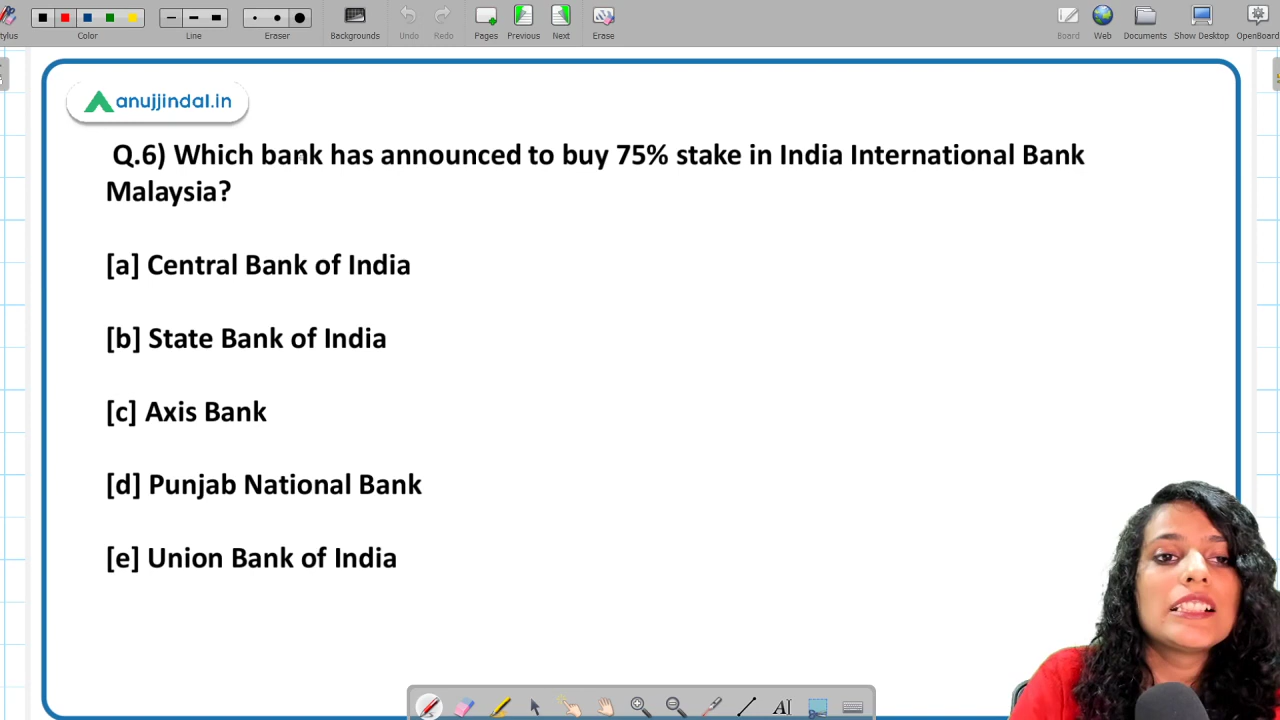 tylus
Color
Line
Eraser
Backgrounds
Undo
Redo
Pages
Previous
Next
Erase
Board
Web
Documents
Show Desktop
OpenBoard
anujjindal.in
Q.6) Which bank has announced to buy 75% stake in India International Bank
Malaysia?
[a] Central Bank of India
[b] State Bank of India
[c] Axis Bank
[d] Punjab National Bank
[e] Union Bank of India